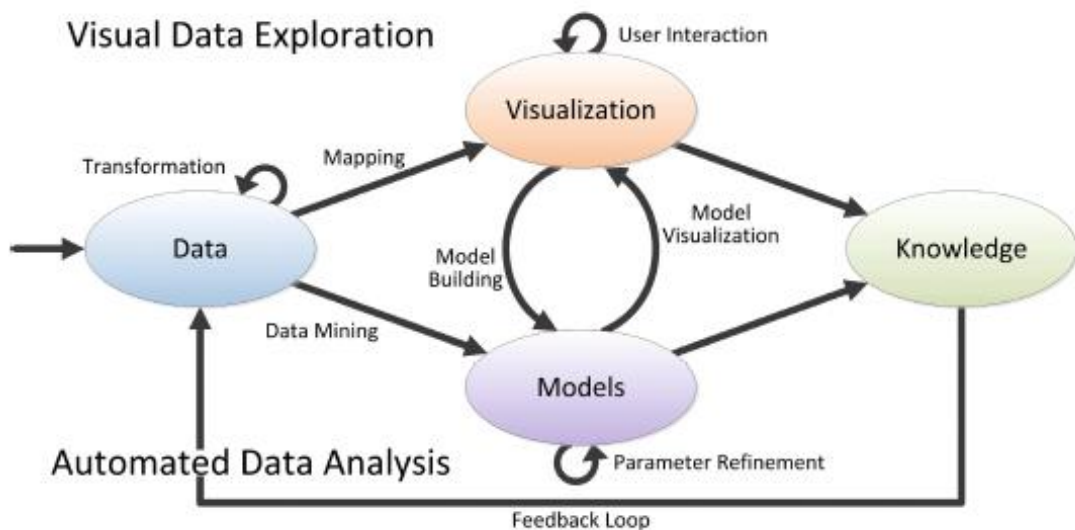 Visual Data Exploration
User Interaction
Visualization
Transformation
Mapping
Data
Model
Building
Model
Visualization
Knowledge
Data Mining
Models
Automated Data Analysis
Parameter Refinement
Feedback Loop